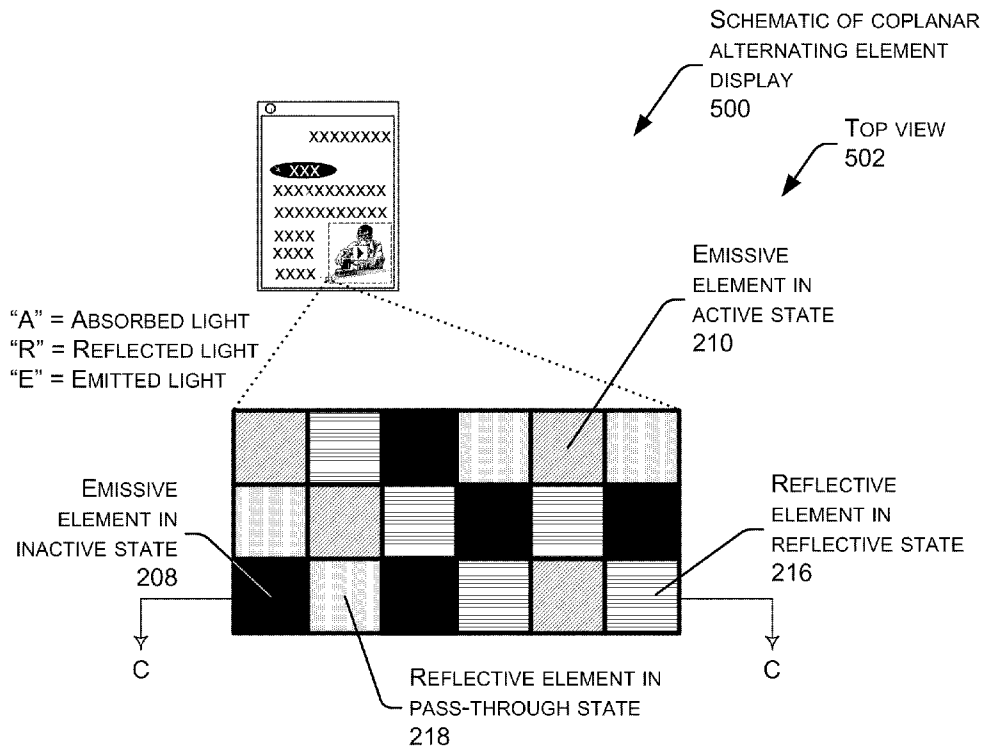 SCHEMATIC OF COPLANAR
ALTERNATING ELEMENT
DISPLAY
500
TOP VIEW
502
XXXXXXXX
XXX
XXXXXXXXXXX
XXXXXXXXXXX
XXXX
XXXX
XXXX
EMISSIVE
ELEMENT IN
ACTIVE STATE
210
"A" = ABSORBED LIGHT
"R" = REFLECTED LIGHT
"E" = EMITTED LIGHT
EMISSIVE
ELEMENT IN
INACTIVE STATE
208
REFLECTIVE
ELEMENT IN
REFLECTIVE STATE
216
C
C
REFLECTIVE ELEMENT IN
PASS-THROUGH STATE
218